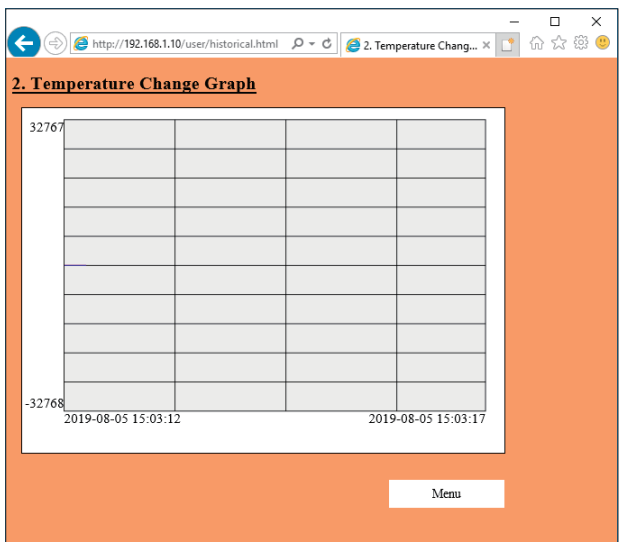 http://192.168.1.10/user/historical.html
2. Temperature Chang...
2. Temperature Change Graph
32767
-32768
2019-08-05 15:03:12
2019-08-05 15:03:17
Menu